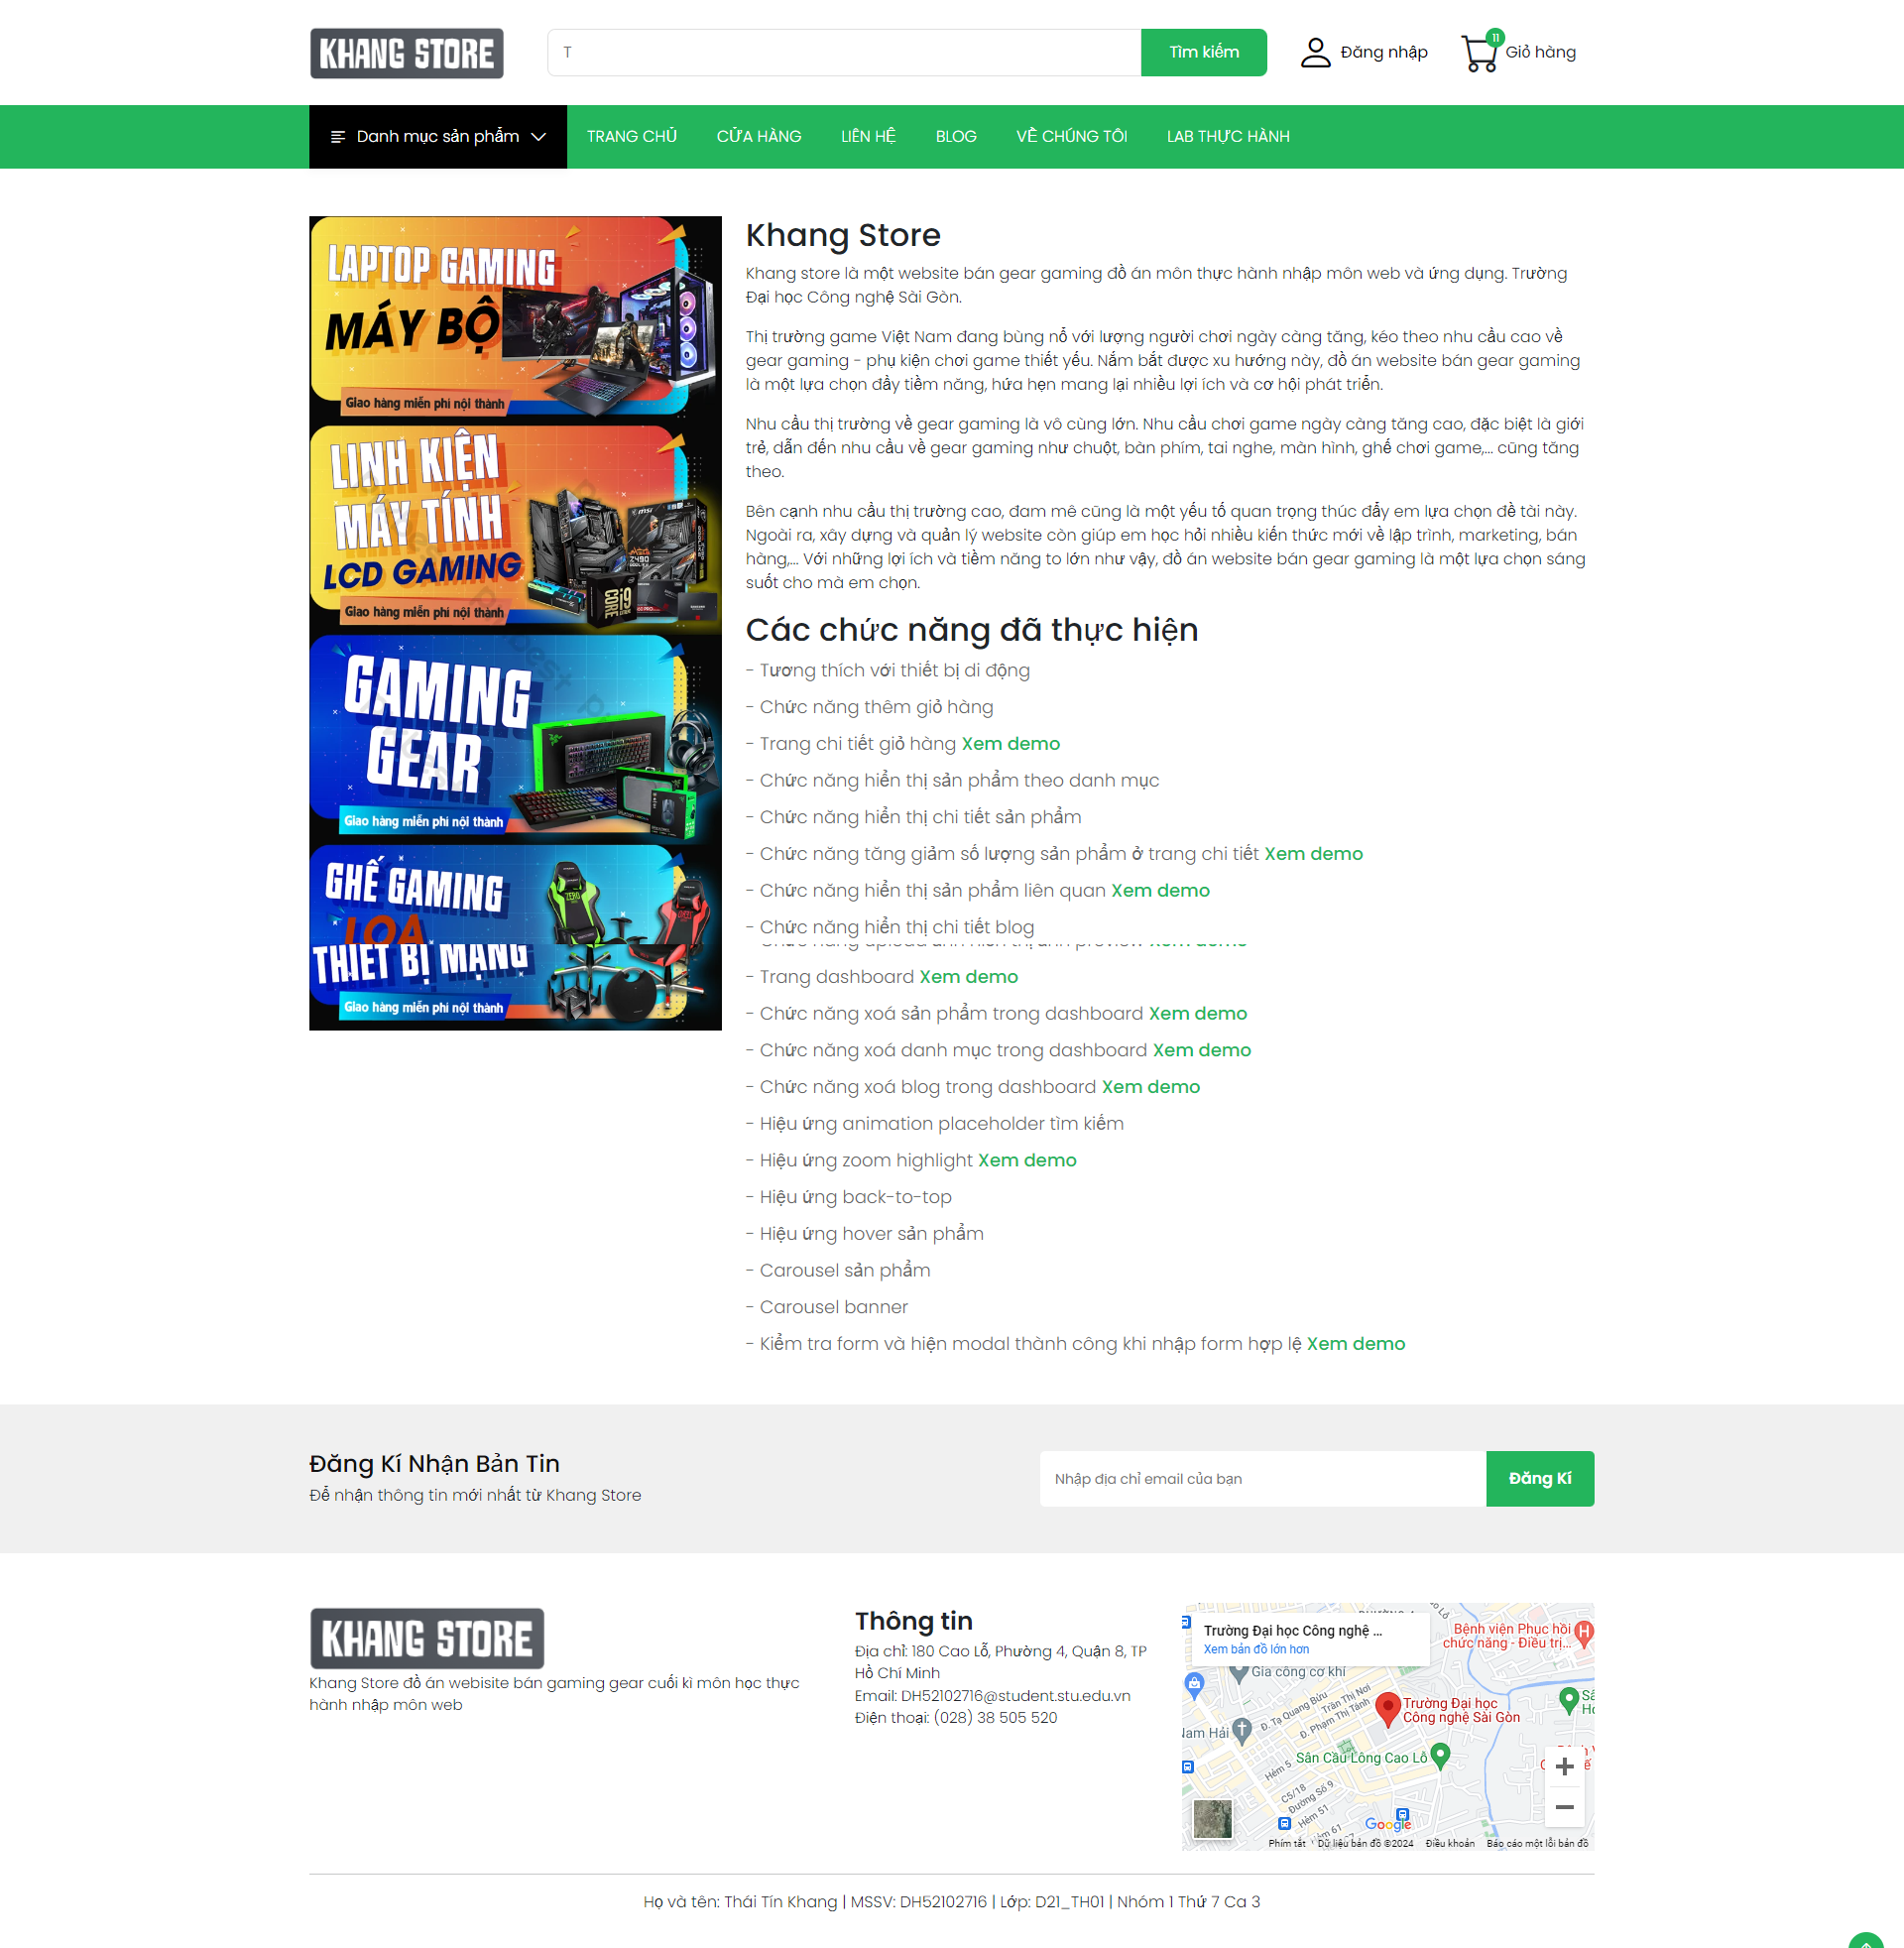 KHANG STORE
T
Tìm kiếm
Đăng nhập
11
Giỏ hàng
Danh mục sản phẩm
TRANG CHỦ
CỬA HÀNG
LIÊN HỆ
BLOG
VỀ CHÚNG TÔI
LAB THỰC HÀNH
LAPTOP GAMING
MÁY BỘ
Giao hàng miễn phí nội thành
LINH KIỆN
MÁY TÍNH
LCD GAMING
Giao hàng miễn phí nội thành
GAMING
GEAR
Giao hàng miễn phí nội thành
GHẾ GAMING
LOA
THIẾT BỊ MẠNG
Giao hàng miễn phí nội thành
Khang Store
Khang store là một website bán gear gaming đồ án môn thực hành nhập môn web và ứng dụng. Trường
Đại học Công nghệ Sài Gòn.
Thị trường game Việt Nam đang bùng nổ với lượng người chơi ngày càng tăng, kéo theo nhu cầu cao về
gear gaming - phụ kiện chơi game thiết yếu. Nắm bắt được xu hướng này, đồ án website bán gear gaming
là một lựa chọn đầy tiềm năng, hứa hẹn mang lại nhiều lợi ích và cơ hội phát triển.
Nhu cầu thị trường về gear gaming là vô cùng lớn. Nhu cầu chơi game ngày càng tăng cao, đặc biệt là giới
trẻ, dẫn đến nhu cầu về gear gaming như chuột, bàn phím, tai nghe, màn hình, ghế chơi game,... cũng tăng
theo.
Bên cạnh nhu cầu thị trường cao, đam mê cũng là một yếu tố quan trọng thúc đẩy em lựa chọn đề tài này.
Ngoài ra, xây dựng và quản lý website còn giúp em học hỏi nhiều kiến thức mới về lập trình, marketing, bán
hàng,... Với những lợi ích và tiềm năng to lớn như vậy, đồ án website bán gear gaming là một lựa chọn sáng
suốt cho mà em chọn.
Các chức năng đã thực hiện
- Tương thích với thiết bị di động
- Chức năng thêm giỏ hàng
- Trang chi tiết giỏ hàng Xem demo
- Chức năng hiển thị sản phẩm theo danh mục
- Chức năng hiển thị chi tiết sản phẩm
- Chức năng tăng giảm số lượng sản phẩm ở trang chi tiết Xem demo
- Chức năng hiển thị sản phẩm liên quan Xem demo
- Chức năng hiển thị chi tiết blog
- Trang dashboard Xem demo
- Chức năng xoá sản phẩm trong dashboard Xem demo
- Chức năng xoá danh mục trong dashboard Xem demo
- Chức năng xoá blog trong dashboard Xem demo
- Hiệu ứng animation placeholder tìm kiếm
- Hiệu ứng zoom highlight Xem demo
- Hiệu ứng back-to-top
- Hiệu ứng hover sản phẩm
- Carousel sản phẩm
- Carousel banner
- Kiểm tra form và hiện modal thành công khi nhập form hợp lệ Xem demo
Đăng Kí Nhận Bản Tin
Để nhận thông tin mới nhất từ Khang Store
Nhập địa chỉ email của bạn
Đăng Kí
KHANG STORE
Khang Store đồ án webisite bán gaming gear cuối kì môn học thực
hành nhập môn web
Thông tin
Địa chỉ: 180 Cao Lỗ, Phường 4, Quận 8, TP
Hồ Chí Minh
Email: DH52102716@student.stu.edu.vn
Điện thoại: (028) 38 505 520
Trường Đại học Công nghệ ...
Xem bản đồ lớn hơn
Bệnh viện Phục hồi
chức năng - Điều trị...
Gia công cơ khí
Đ. Tạ Quang Bửu
Trần Thị Nơi
Đ. Phạm Thị Tánh
Trường Đại học
Công nghệ Sài Gòn
Nam Hải
Sân Cầu Lông Cao Lỗ
Hẻm 5
C5/18
Đường Số 9
Hẻm 51
Hẻm 61
Google
Phím tắt
Dữ liệu bản đồ ©2024
Điều khoản
Báo cáo một lỗi bản đồ
Họ và tên: Thái Tín Khang | MSSV: DH52102716 | Lớp: D21_TH01 | Nhóm 1 Thứ 7 Ca 3